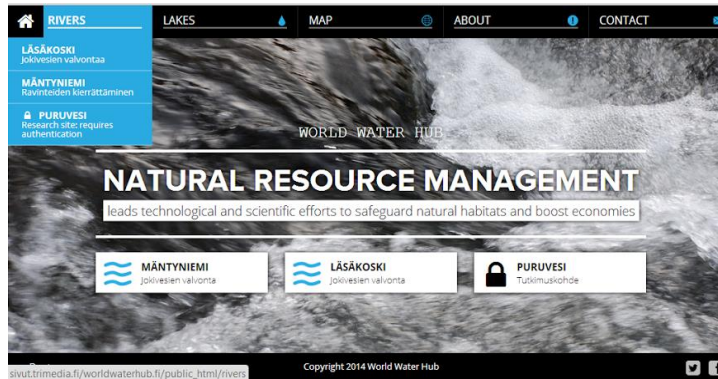 RIVERS
LAKES
MAP
ABOUT
CONTACT
LÄSÄKOSKI
Jokivesien valvontaa
MÄNTYNIEMI
Ravinteiden kierrättäminen
PURUVESI
Research site: requires
authentication
WORLD WATER HUB
NATURAL RESOURCE MANAGEMENT
leads technological and scientific efforts to safeguard natural habitats and boost economies
MÄNTYNIEMI
Jokivesien valvonta
LÄSÄKOSKI
Jokivesien valvonta
PURUVESI
Tutkimuskohde
Copyright 2014 World Water Hub
sivut.trimedia.fi/worldwaterhub.fi/public_html/rivers